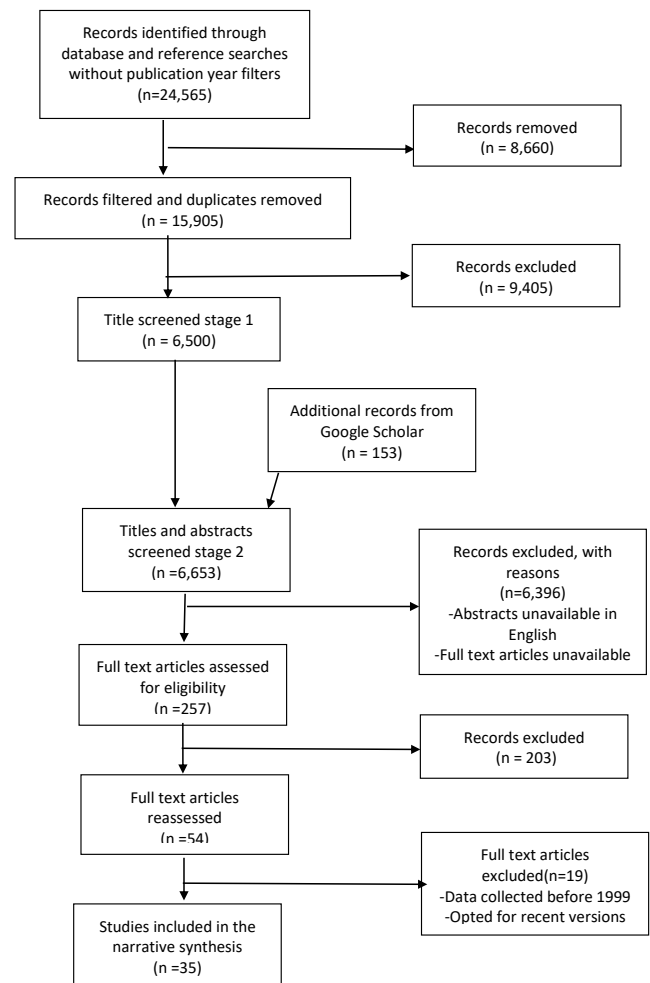 Records identified through
database and reference searches
without publication year filters
(n=24,565)
Records removed
(n = 8,660)
Records filtered and duplicates removed
(n = 15,905)
Records excluded
(n = 9,405)
Title screened stage 1
(n = 6,500)
Additional records from
Google Scholar
(n = 153)
Titles and abstracts
screened stage 2
(n =6,653)
Records excluded, with
reasons
(n=6,396)
-Abstracts unavailable in
English
-Full text articles unavailable
Full text articles assessed
for eligibility
(n =257)
Records excluded
(n = 203)
Full text articles
reassessed
(n =54)
Full text articles
excluded(n=19)
-Data collected before 1999
-Opted for recent versions
Studies included in the
narrative synthesis
(n =35)